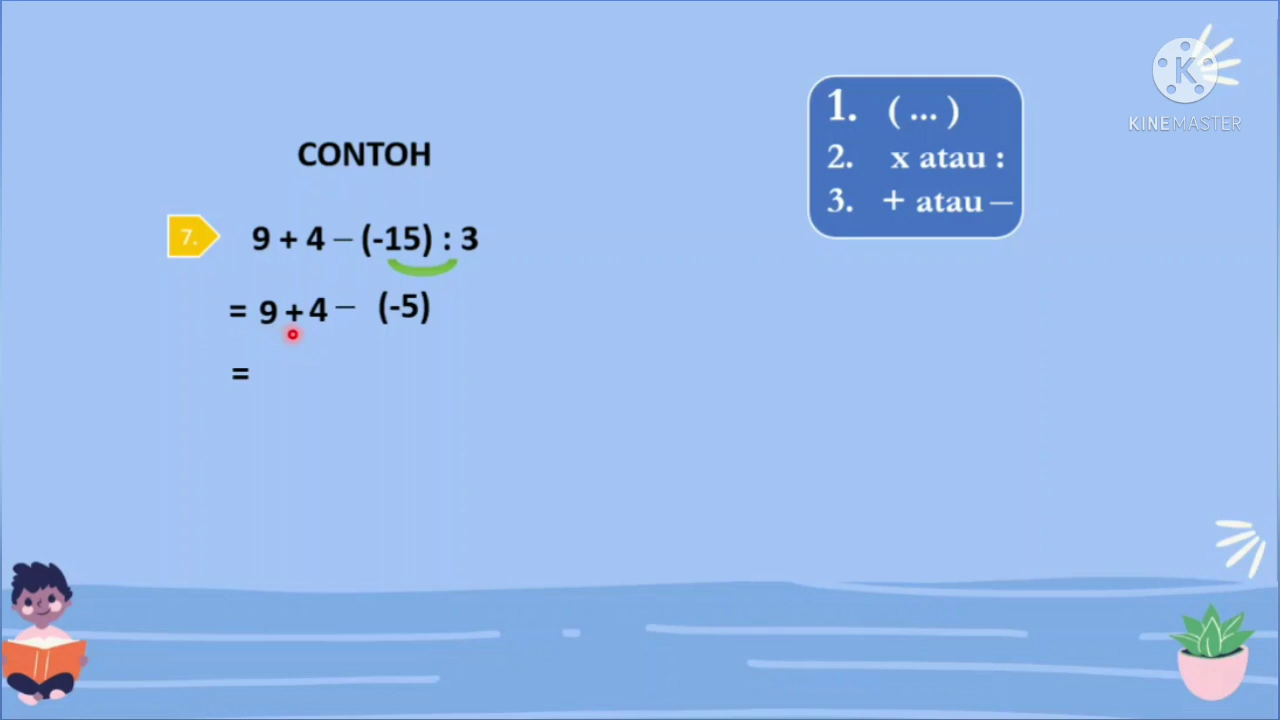 KINEMASTER
1. ( ... )
2. x atau :
3. + atau –
CONTOH
7. 9 + 4 – (-15) : 3
= 9 + 4 – (-5)
=